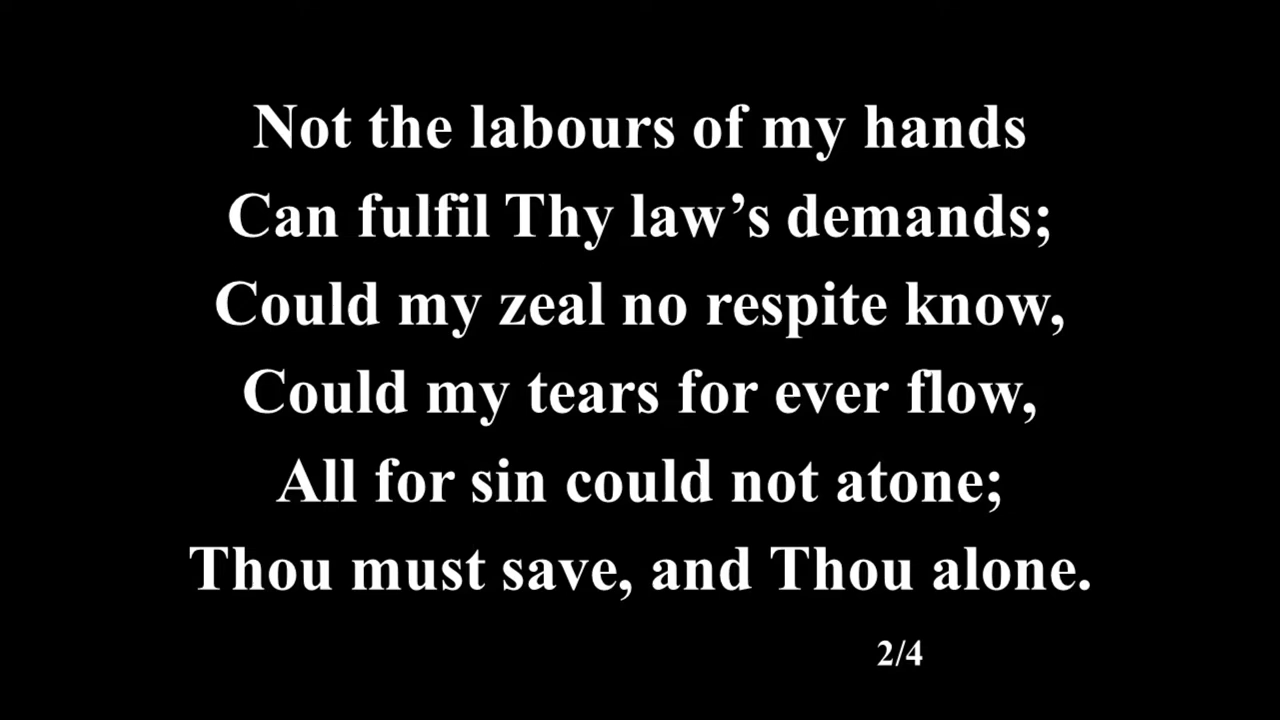 Not the labours of my hands
Can fulfil Thy law’s demands;
Could my zeal no respite know,
Could my tears for ever flow,
All for sin could not atone;
Thou must save, and Thou alone.
2/4